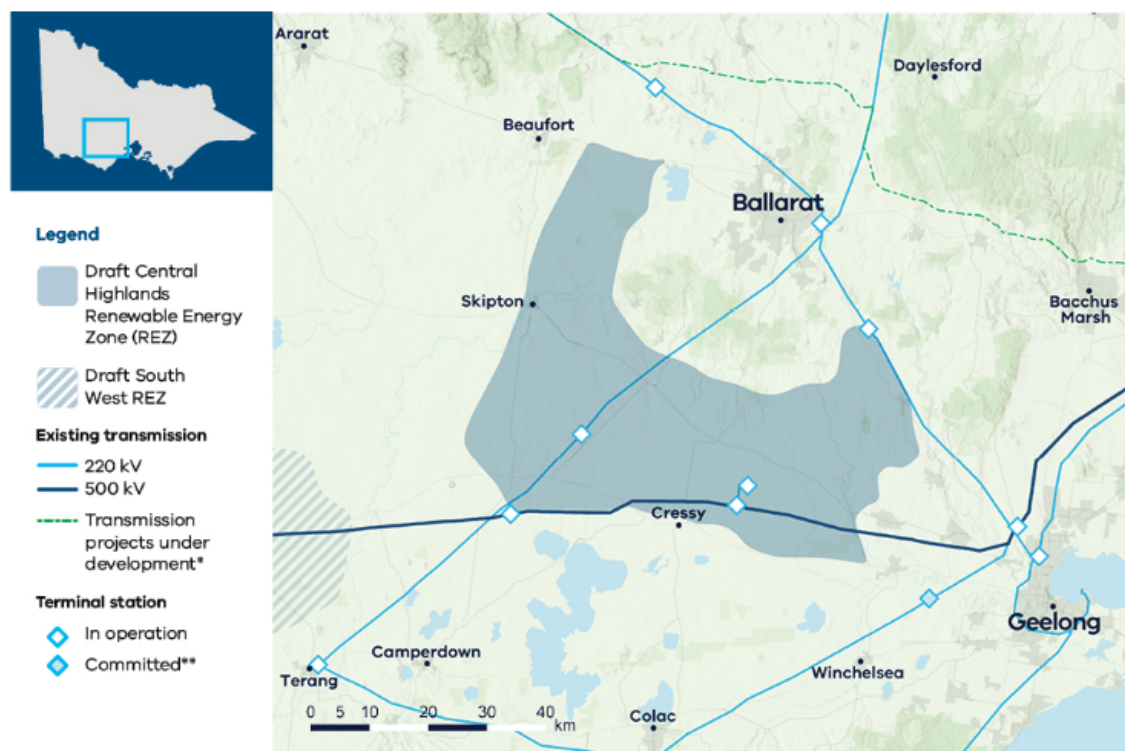 Legend
Draft Central
Highlands
Renewable Energy
Zone (REZ)
Draft South
West REZ
Existing transmission
220 kV
500 kV
Transmission
projects under
development*
Terminal station
In operation
Committed**
Ararat
Daylesford
Beaufort
Ballarat
Skipton
Bacchus
Marsh
Cressy
Geelong
Camperdown
Terang
Winchelsea
Colac
0 5 10 20 30 40
km